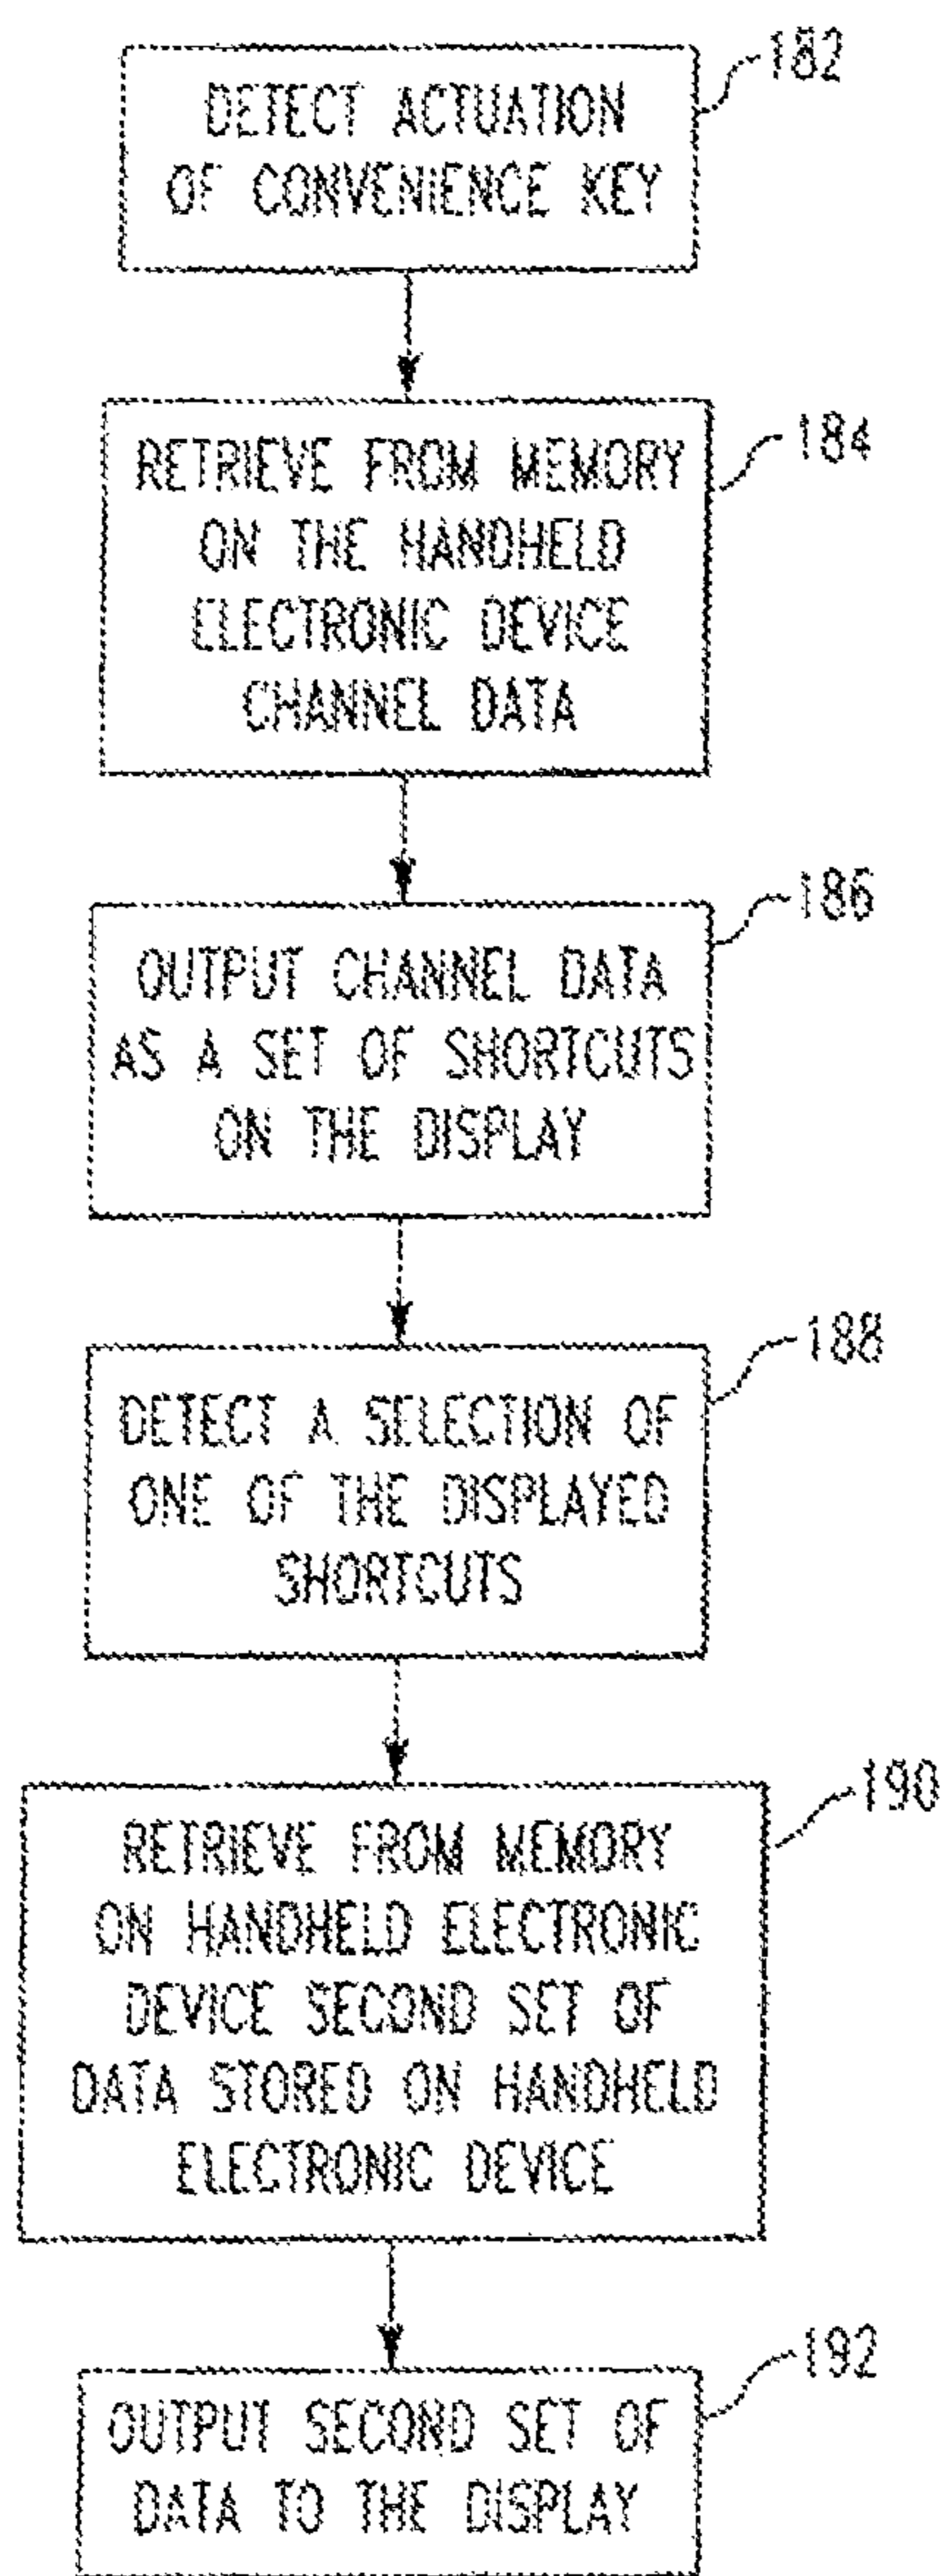 182
DETECT ACTUATION
OF CONVENIENCE KEY
184
RETRIEVE FROM MEMORY
ON THE HANDHELD
ELECTRONIC DEVICE
CHANNEL DATA
186
OUTPUT CHANNEL DATA
AS A SET OF SHORTCUTS
ON THE DISPLAY
188
DETECT A SELECTION OF
ONE OF THE DISPLAYED
SHORTCUTS
190
RETRIEVE FROM MEMORY
ON HANDHELD ELECTRONIC
DEVICE SECOND SET OF
DATA STORED ON HANDHELD
ELECTRONIC DEVICE
192
OUTPUT SECOND SET OF
DATA TO THE DISPLAY